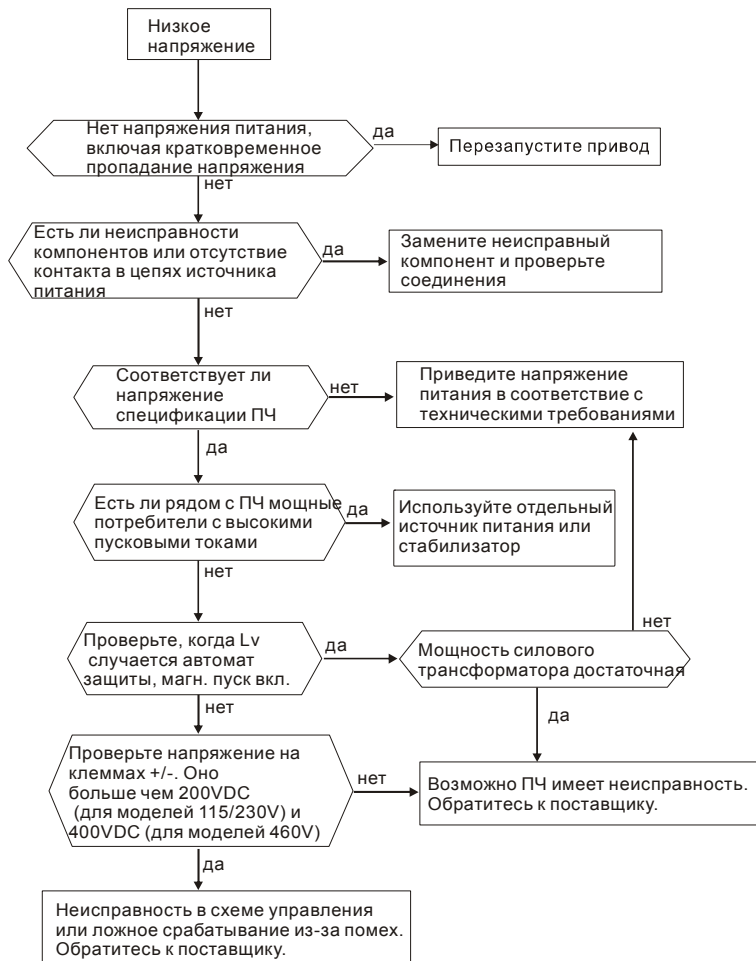 Низкое
напряжение
Нет напряжения питания,
включая кратковременное
пропадание напряжения
да
Перезапустите привод
нет
Есть ли неисправности
компонентов или отсутствие
контакта в цепях источника
питания
да
Замените неисправный
компонент и проверьте
соединения
нет
Соответствует ли
напряжение
спецификации ПЧ
нет
Приведите напряжение
питания в соответствие с
техническими требованиями
да
Есть ли рядом с ПЧ мощные
потребители с высокими
пусковыми токами
да
Используйте отдельный
источник питания или
стабилизатор
нет
нет
Проверьте, когда Lv
случается автомат
защиты, магн. пуск вкл.
да
Мощность силового
трансформатора достаточная
нет
да
Проверьте напряжение на
клеммах +/-. Оно
больше чем 200VDC
(для моделей 115/230V) и
400VDC (для моделей 460V)
нет
Возможно ПЧ имеет неисправность.
Обратитесь к поставщику.
да
Неисправность в схеме управления
или ложное срабатывание из-за помех.
Обратитесь к поставщику.